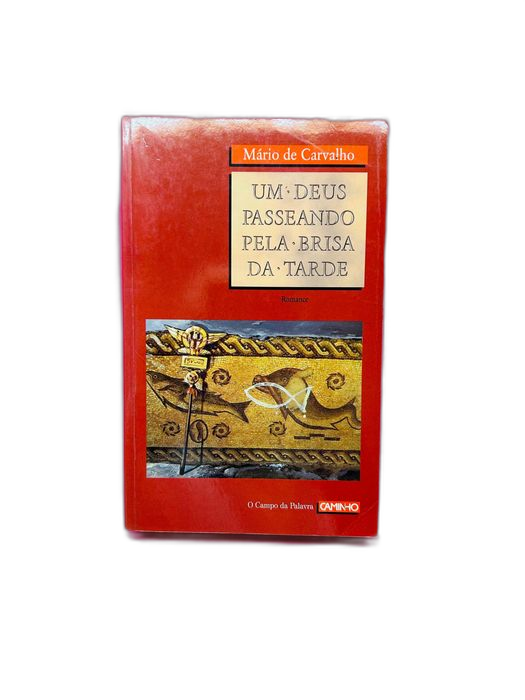 Mário de Carvalho
UM·DEUS
PASSEANDO
PELA·BRISA
DA·TARDE
Romance
O Campo da Palavra CAMINHO